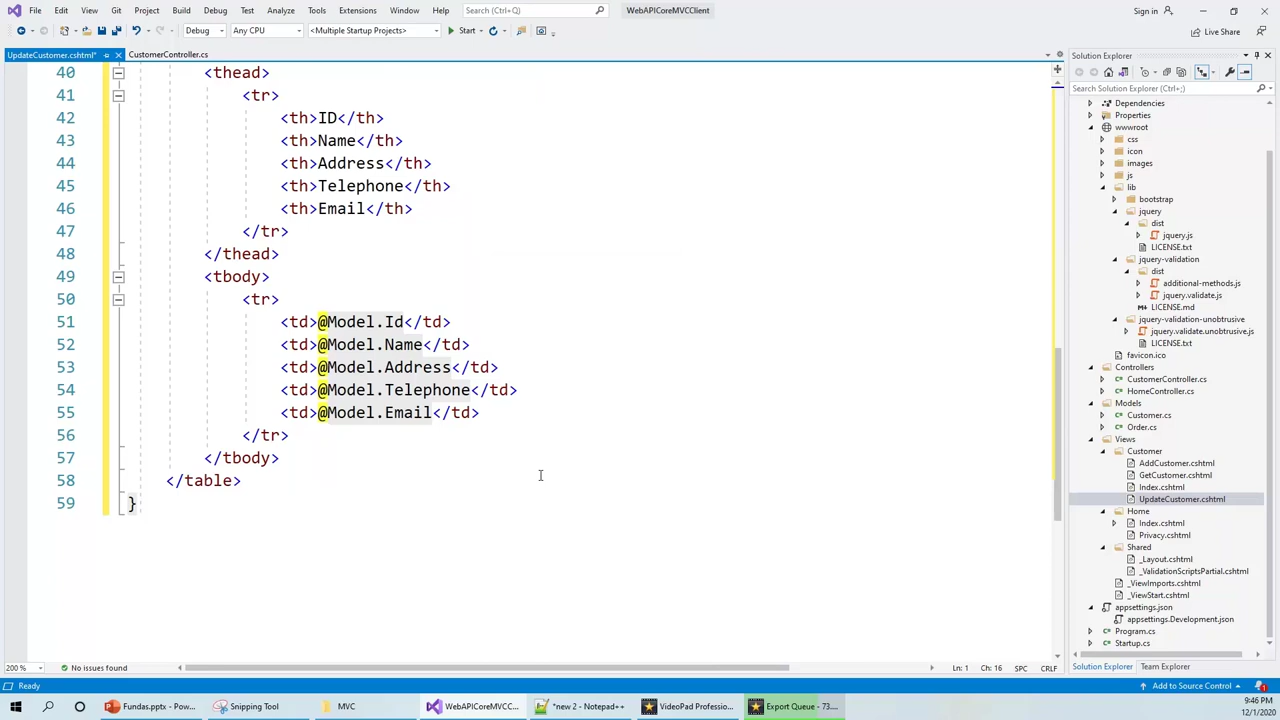 File Edit View Git Project Build Debug Test Analyze Tools Extensions Window Help Search (Ctrl+Q) WebAPICoreMVCClient Sign in
Debug Any CPU <Multiple Startup Projects> Start Live Share
UpdateCustomer.cshtml* CustomerController.cs
40 <thead>
41 <tr>
42 <th>ID</th>
43 <th>Name</th>
44 <th>Address</th>
45 <th>Telephone</th>
46 <th>Email</th>
47 </tr>
48 </thead>
49 <tbody>
50 <tr>
51 <td>@Model.Id</td>
52 <td>@Model.Name</td>
53 <td>@Model.Address</td>
54 <td>@Model.Telephone</td>
55 <td>@Model.Email</td>
56 </tr>
57 </tbody>
58 </table>
59 }
200 % No issues found Ln: 1 Ch: 16 SPC CRLF
Solution Explorer
Search Solution Explorer (Ctrl+;)
Dependencies
Properties
wwwroot
css
icon
images
js
lib
bootstrap
jquery
dist
jquery.js
LICENSE.txt
jquery-validation
dist
additional-methods.js
jquery.validate.js
LICENSE.md
jquery-validation-unobtrusive
jquery.validate.unobtrusive.js
LICENSE.txt
favicon.ico
Controllers
CustomerController.cs
HomeController.cs
Models
Customer.cs
Order.cs
Views
Customer
AddCustomer.cshtml
GetCustomer.cshtml
Index.cshtml
UpdateCustomer.cshtml
Home
Index.cshtml
Privacy.cshtml
Shared
_Layout.cshtml
_ValidationScriptsPartial.cshtml
_ViewImports.cshtml
_ViewStart.cshtml
appsettings.json
appsettings.Development.json
Program.cs
Startup.cs
Solution Explorer Team Explorer
Ready Add to Source Control 1
Fundas.pptx - Pow... Snipping Tool MVC WebAPICoreMVCC... *new 2 - Notepad++ VideoPad Professio... Export Queue - 73.... 9:46 PM
12/1/2020